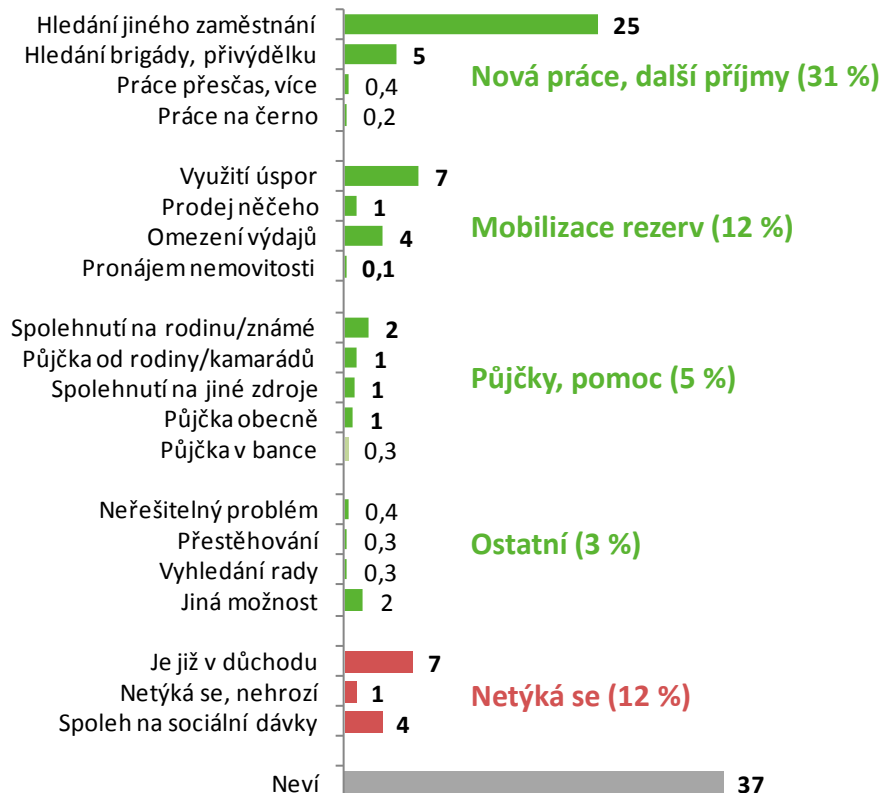 Hledání jiného zaměstnání 25
Hledání brigády, přivýdělku 5
Nová práce, další příjmy (31 %)
Práce přesčas, více 0,4
Práce na černo 0,2
Využití úspor 7
Prodej něčeho 1
Mobilizace rezerv (12 %)
Omezení výdajů 4
Pronájem nemovitosti 0,1
Spolehnutí na rodinu/známé 2
Půjčka od rodiny/kamarádů 1
Půjčky, pomoc (5 %)
Spolehnutí na jiné zdroje 1
Půjčka obecně 1
Půjčka v bance 0,3
Neřešitelný problém 0,4
Přestěhování 0,3
Ostatní (3 %)
Vyhledání rady 0,3
Jiná možnost 2
Je již v důchodu 7
Netýká se, nehrozí 1
Netýká se (12 %)
Spoleh na sociální dávky 4
Neví 37